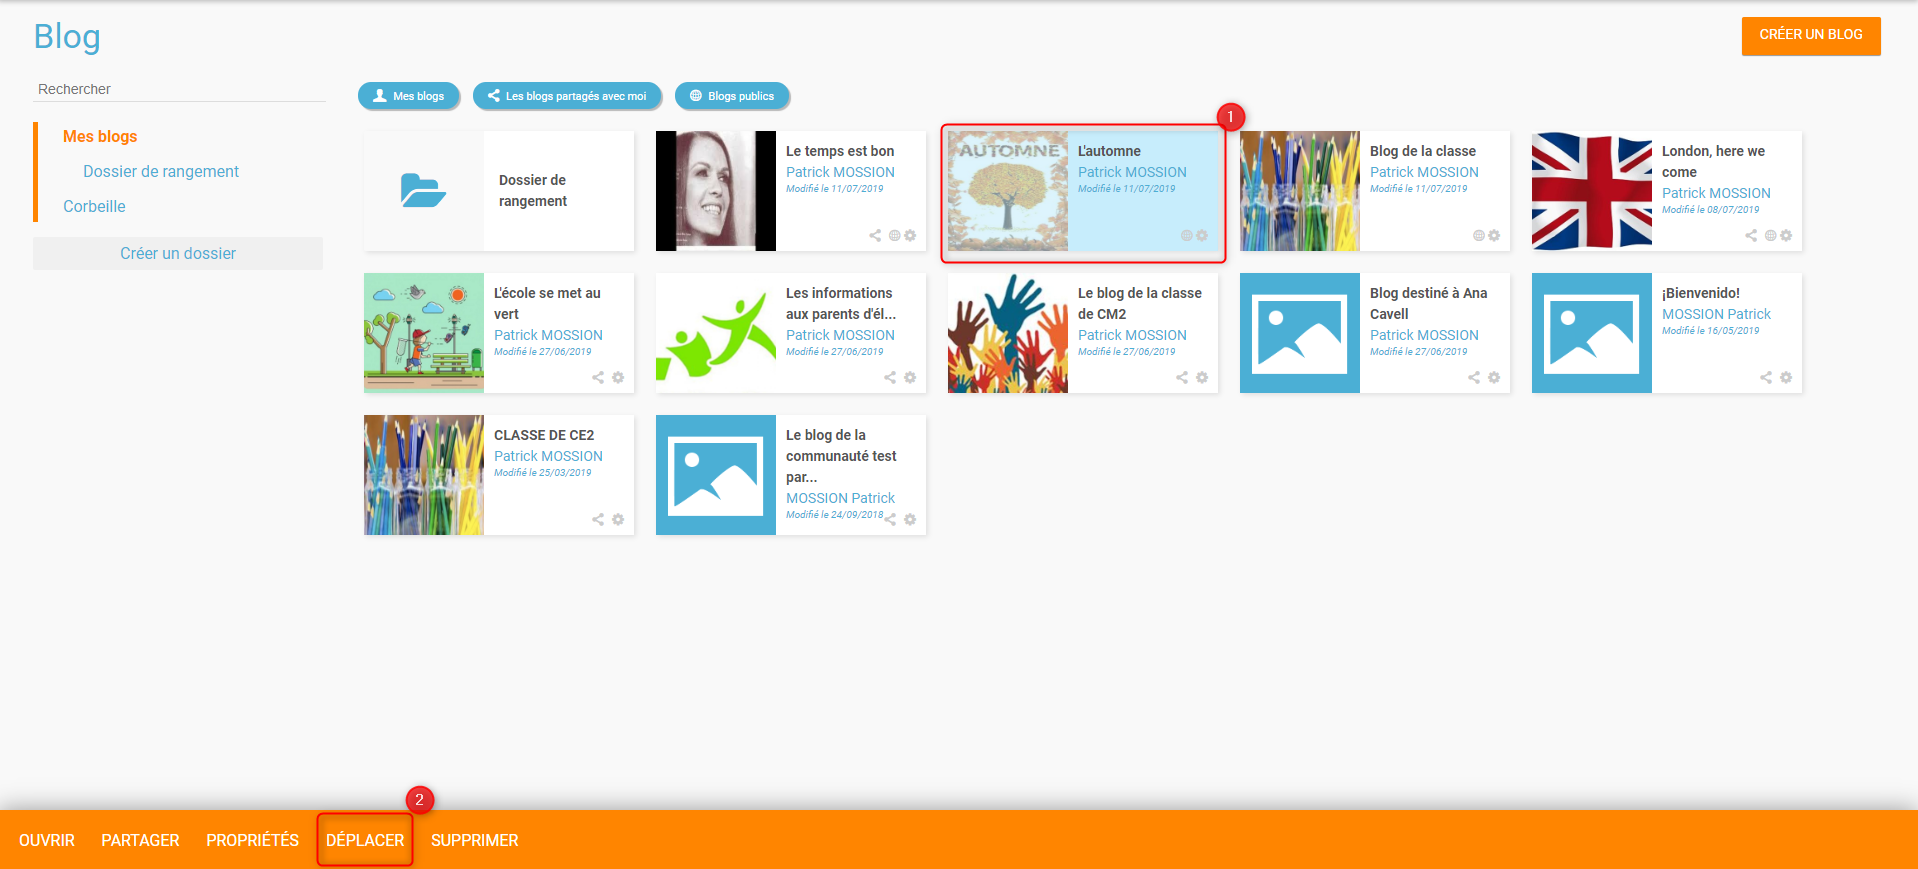 Blog
CRÉER UN BLOG
Rechercher
Mes blogs
Dossier de rangement
Corbeille
Créer un dossier
Mes blogs
Les blogs partagés avec moi
Blogs publics
Dossier de
rangement
Le temps est bon
Patrick MOSSION
Modifié le 11/07/2019
1
AUTOMNE
L'automne
Patrick MOSSION
Modifié le 11/07/2019
Blog de la classe
Patrick MOSSION
Modifié le 11/07/2019
London, here we
come
Patrick MOSSION
Modifié le 08/07/2019
L'école se met au
vert
Patrick MOSSION
Modifié le 27/06/2019
Les informations
aux parents d'él...
Patrick MOSSION
Modifié le 27/06/2019
Le blog de la classe
de CM2
Patrick MOSSION
Modifié le 27/06/2019
Blog destiné à Ana
Cavell
Patrick MOSSION
Modifié le 27/06/2019
¡Bienvenido!
MOSSION Patrick
Modifié le 16/05/2019
CLASSE DE CE2
Patrick MOSSION
Modifié le 25/03/2019
Le blog de la
communauté test
par...
MOSSION Patrick
Modifié le 24/09/2018
2
OUVRIR
PARTAGER
PROPRIÉTÉS
DÉPLACER
SUPPRIMER